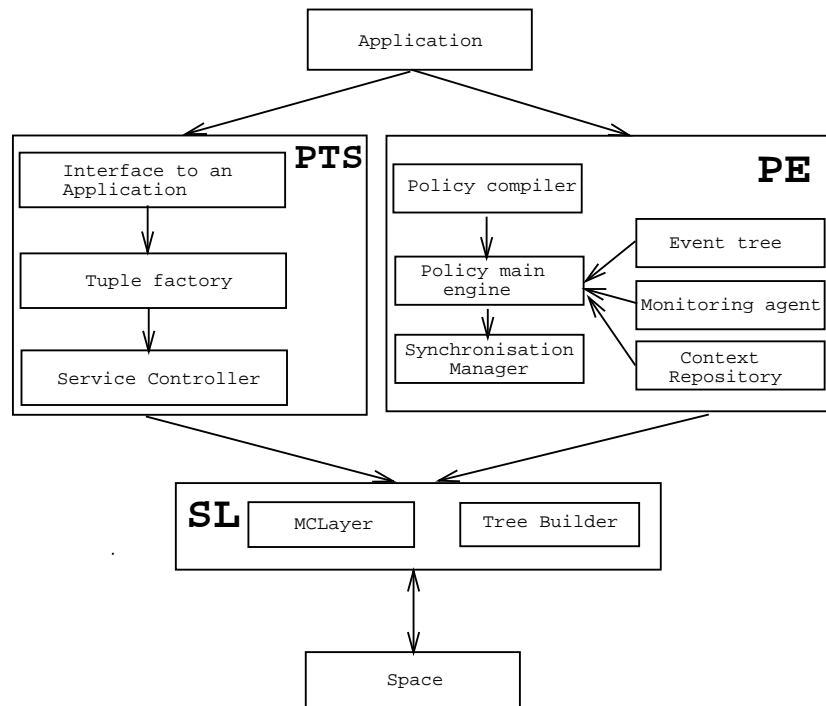 Application
PTS
Interface to an
Application
Tuple factory
Service Controller
PE
Policy compiler
Policy main
engine
Synchronisation
Manager
Event tree
Monitoring agent
Context
Repository
SL
MCLayer
Tree Builder
Space